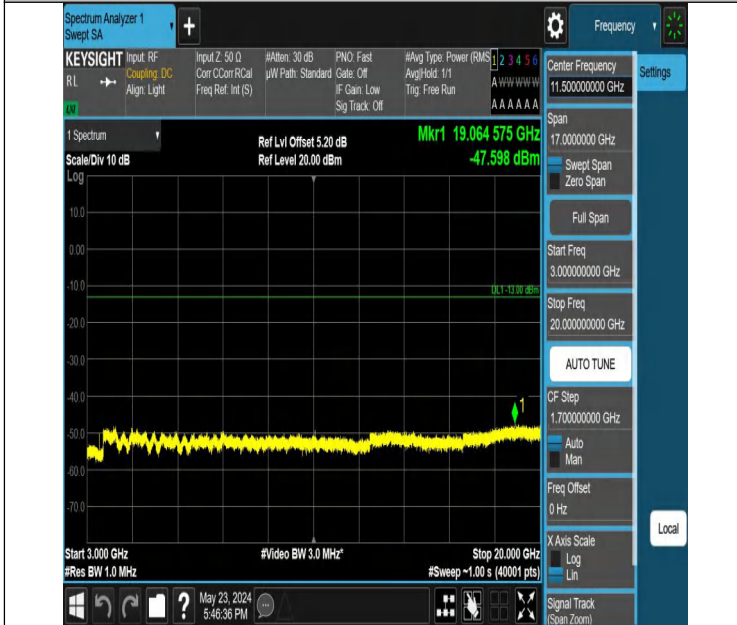 Spectrum Analyzer 1
Swept SA
+
Frequency
KEYSIGHT
RL
Input: RF
Coupling: DC
Align: Light
Input Z: 50 Ω
Corr CCorr RCal
Freq Ref: Int (S)
#Atten: 30 dB
µW Path: Standard
PNO: Fast
Gate: Off
IF Gain: Low
Sig Track: Off
#Avg Type: Power (RMS
Avg|Hold: 1/1
Trig: Free Run
1 2 3 4 5 6
A W W W W W
A A A A A A
1 Spectrum
Scale/Div 10 dB
Log
Ref Lvl Offset 5.20 dB
Ref Level 20.00 dBm
Mkr1 19.064 575 GHz
-47.598 dBm
10.0
0.00
-10.0
DL1 -13.00 dBm
-20.0
-30.0
-40.0
1
-50.0
-60.0
-70.0
Start 3.000 GHz
#Res BW 1.0 MHz
#Video BW 3.0 MHz*
Stop 20.000 GHz
#Sweep ~1.00 s (40001 pts)
Center Frequency
11.500000000 GHz
Settings
Span
17.0000000 GHz
Swept Span
Zero Span
Full Span
Start Freq
3.000000000 GHz
Stop Freq
20.000000000 GHz
AUTO TUNE
CF Step
1.700000000 GHz
Auto
Man
Freq Offset
0 Hz
X Axis Scale
Log
Lin
Local
Signal Track
(Span Zoom)
?
May 23, 2024
5:46:36 PM